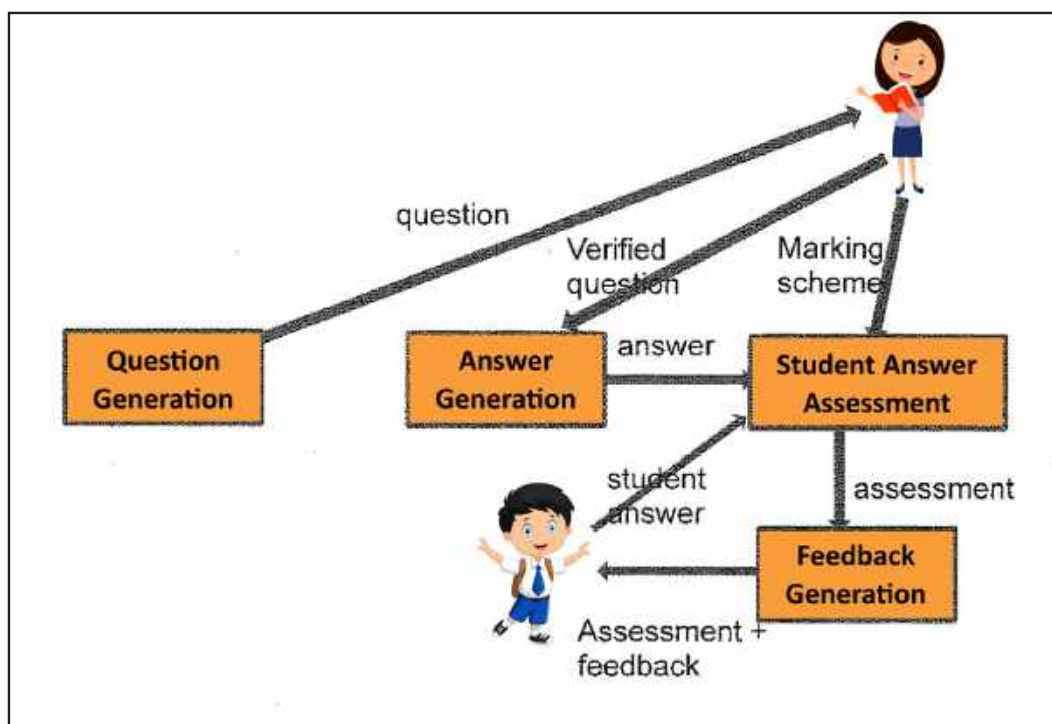 question
Verified
question
Marking
scheme
Question
Generation
Answer
Generation
answer
Student Answer
Assessment
student
answer
assessment
Feedback
Generation
Assessment +
feedback